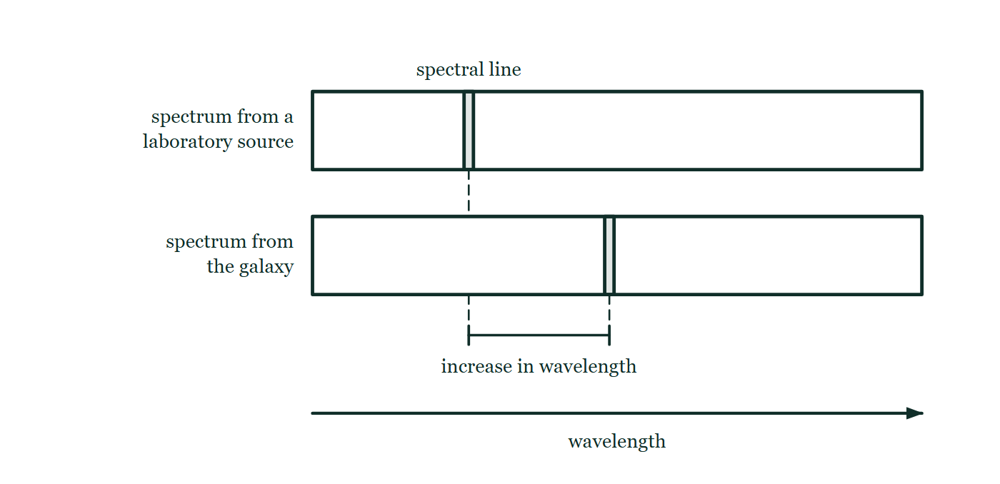 spectral line
spectrum from a
laboratory source
spectrum from
the galaxy
increase in wavelength
wavelength